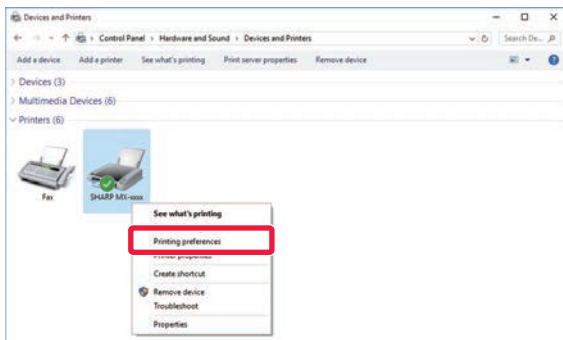 Devices and Printers
Control Panel > Hardware and Sound > Devices and Printers
Search De...
Add a device Add a printer See what's printing Print server properties Remove device
Devices (3)
Multimedia Devices (6)
Printers (6)
Fax
SHARP MX-xxxx
See what's printing
Printing preferences
Printer properties
Create shortcut
Remove device
Troubleshoot
Properties